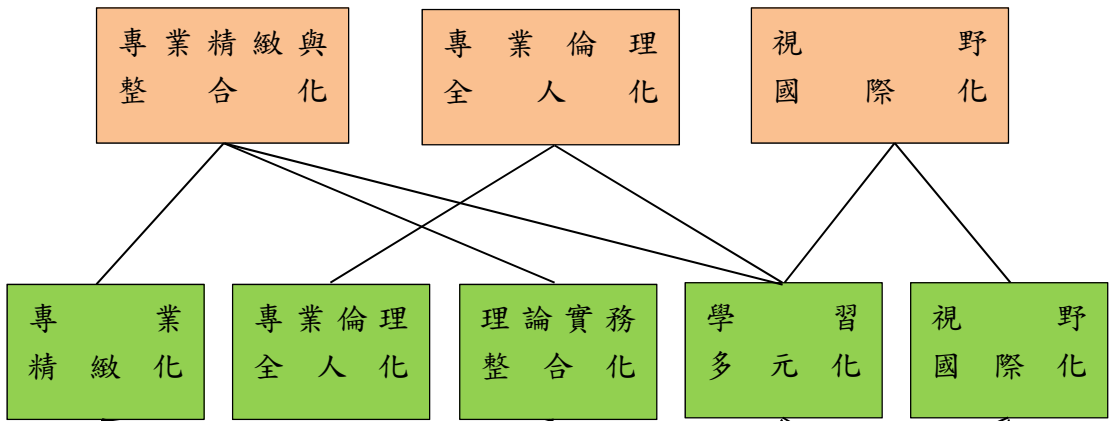 專業精緻與
整合化
專業倫理
全人化
視野
國際化
專業
精緻化
專業倫理
全人化
理論實務
整合化
學習
多元化
視野
國際化